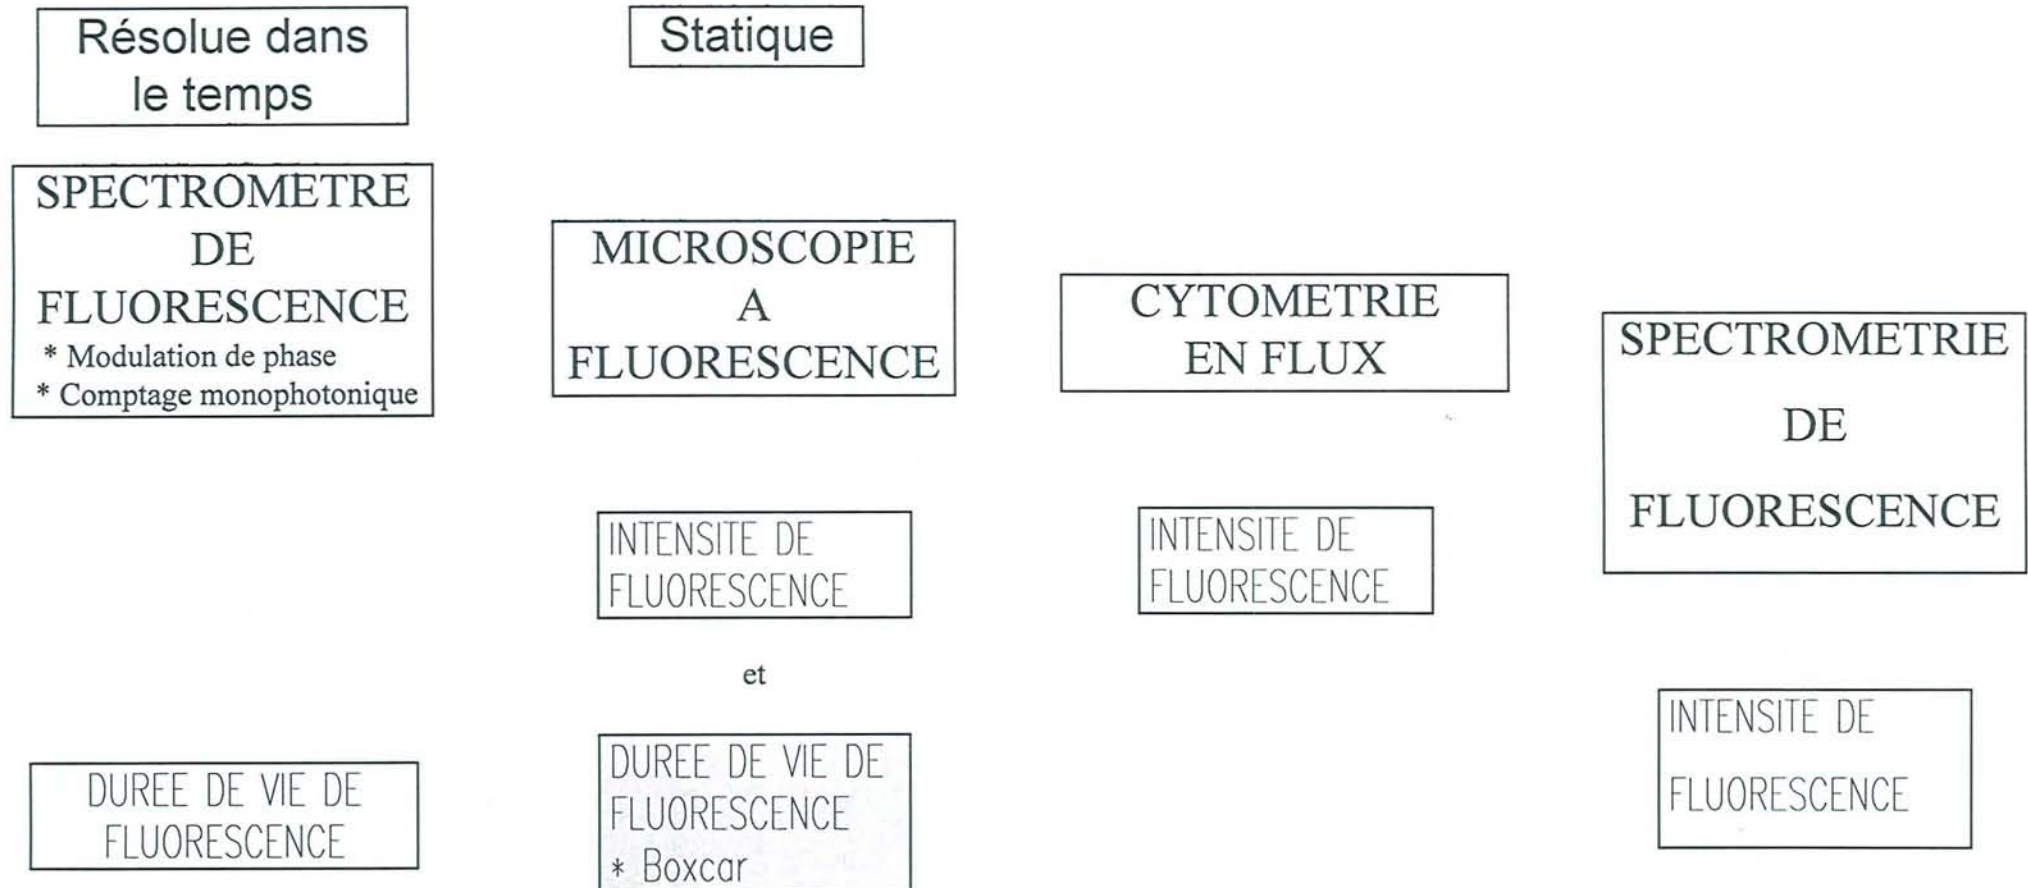 Résolue dans
le temps
Statique
SPECTROMETRE
DE
FLUORESCENCE
* Modulation de phase
* Comptage monophotonique
MICROSCOPIE
A
FLUORESCENCE
CYTOMETRIE
EN FLUX
SPECTROMETRIE
DE
FLUORESCENCE
INTENSITE DE
FLUORESCENCE
et
DUREE DE VIE DE
FLUORESCENCE
* Boxcar
INTENSITE DE
FLUORESCENCE
INTENSITE DE
FLUORESCENCE
DUREE DE VIE DE
FLUORESCENCE